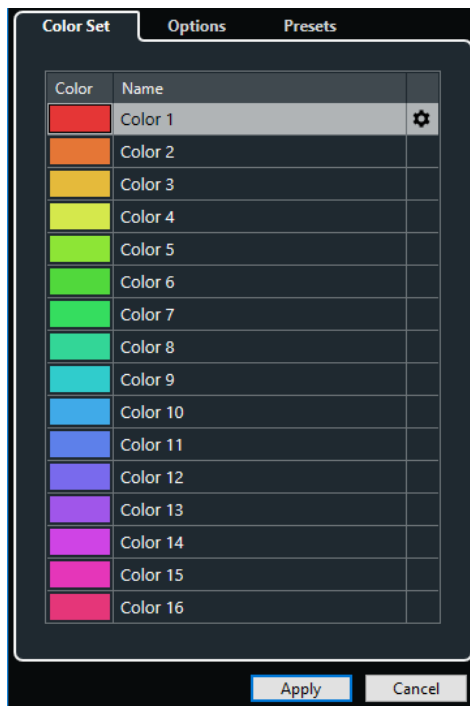 Color Set Options Presets
Color Name
Color 1
Color 2
Color 3
Color 4
Color 5
Color 6
Color 7
Color 8
Color 9
Color 10
Color 11
Color 12
Color 13
Color 14
Color 15
Color 16
Apply Cancel